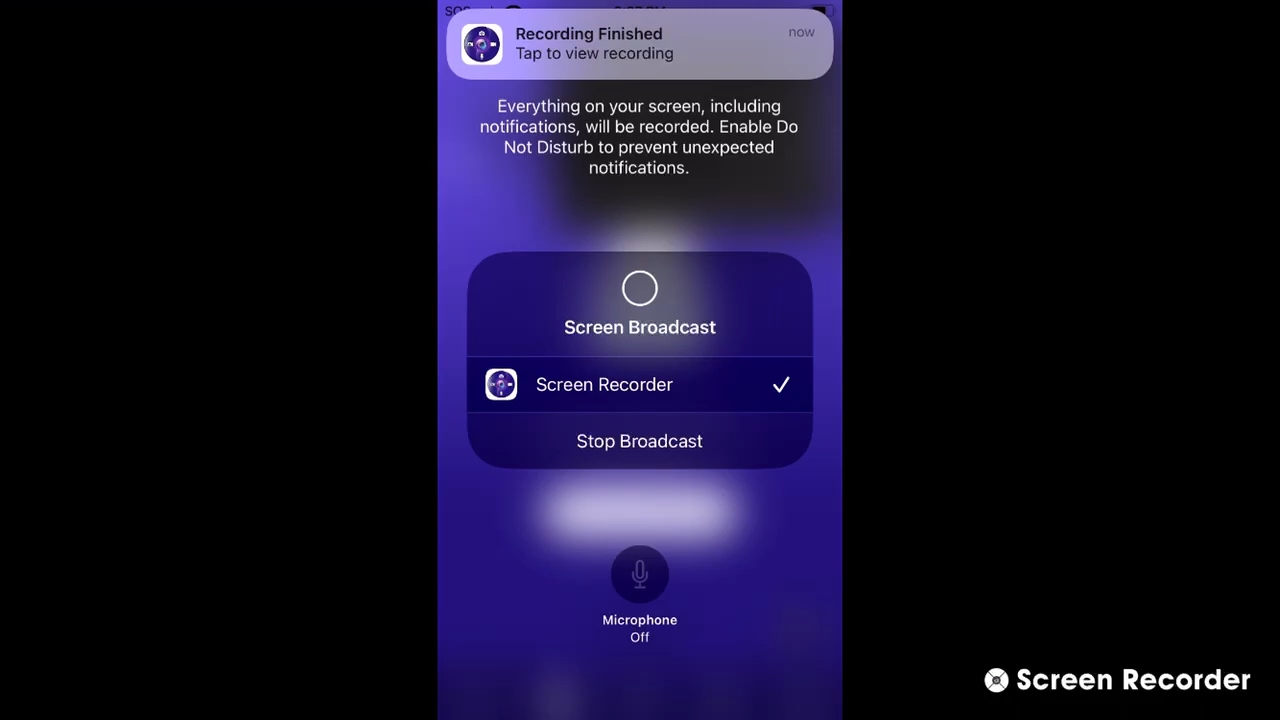 Recording Finished
now
Tap to view recording
Everything on your screen, including
notifications, will be recorded. Enable Do
Not Disturb to prevent unexpected
notifications.
Screen Broadcast
Screen Recorder
Stop Broadcast
Microphone
Off
Screen Recorder